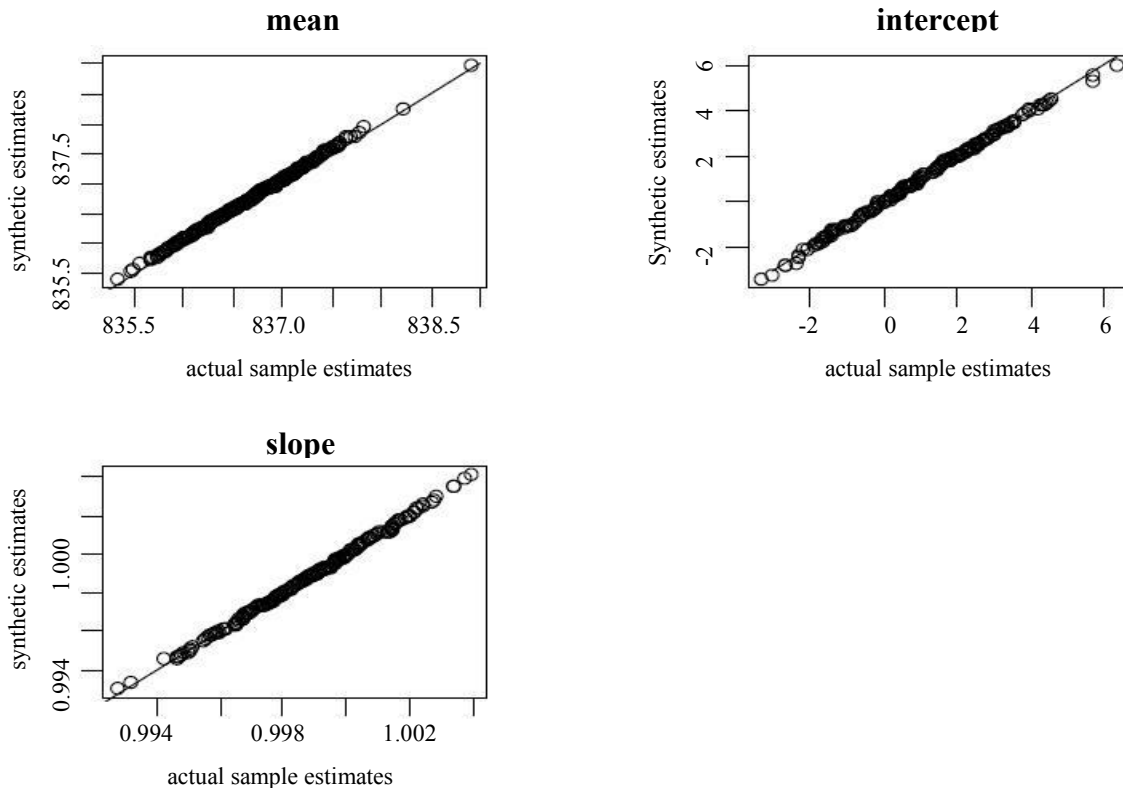 mean
synthetic estimates
837.5
835.5
835.5 837.0 838.5
actual sample estimates
intercept
Synthetic estimates
6
4
2
-2
-2 0 2 4 6
actual sample estimates
slope
synthetic estimates
1.000
0.994
0.994 0.998 1.002
actual sample estimates